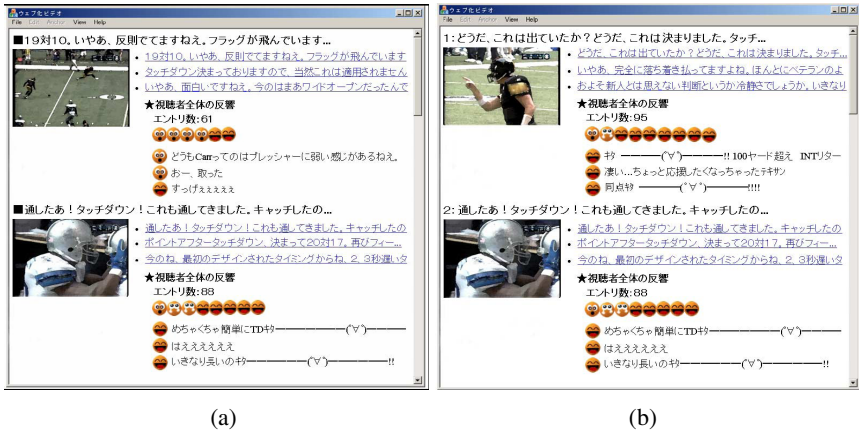 ウェブ化ビデオ
File Edit Anchor View Help
■19対10。いやあ、反則でてますねえ。フラッグが飛んでいます...
19対10。いやあ、反則でてますねえ。フラッグが飛んでいます
タッチダウン決まっておりますので、当然これは適用されません
いやあ、面白いですねえ。今のはまあワイドオープンだったんで
★視聴者全体の反響
エントリ数:61
どうもCarrってのはプレッシャーに弱い感じがあるねえ。
おー、取った
すっげぇぇぇぇぇ
■通したあ！タッチダウン！これも通してきました。キャッチしたの...
通したあ！タッチダウン！これも通してきました。キャッチしたの
ポイントアフタータッチダウン、決まって20対17。再びフィー...
今のね、最初のデザインされたタイミングからね、2、3秒遅いタ
★視聴者全体の反響
エントリ数:88
めちゃくちゃ簡単にTDｷﾀ━━━━━━━━(ﾟ∀ﾟ)━━━━
はえええええええ
いきなり長いのｷﾀ━━━━━━━(ﾟ∀ﾟ)━━━━━━━!!
(a)
ウェブ化ビデオ
File Edit Anchor View Help
1:どうだ、これは出ていたか？どうだ、これは決まりました。タッチ...
どうだ、これは出ていたか？どうだ、これは決まりました。タッチ...
いやあ、完全に落ち着き払ってますよね。ほんとにベテランのよ
およそ新人とは思えない判断というか冷静さでしょうか。いきなり
★視聴者全体の反響
エントリ数:95
ｷﾀ ━━━━(ﾟ∀ﾟ)━━━━!! 100ヤード超え INTリター
凄い...ちょっと応援したくなっちゃったﾃｷｻﾝ
同点ｷﾀ ━━━━(ﾟ∀ﾟ)━━━━!!!!
2:通したあ！タッチダウン！これも通してきました。キャッチしたの...
通したあ！タッチダウン！これも通してきました。キャッチしたの
ポイントアフタータッチダウン、決まって20対17。再びフィー...
今のね、最初のデザインされたタイミングからね、2、3秒遅いタ
★視聴者全体の反響
エントリ数:88
めちゃくちゃ簡単にTDｷﾀ━━━━━━━━(ﾟ∀ﾟ)━━━━
はえええええええ
いきなり長いのｷﾀ━━━━━━━(ﾟ∀ﾟ)━━━━━━━!!
(b)